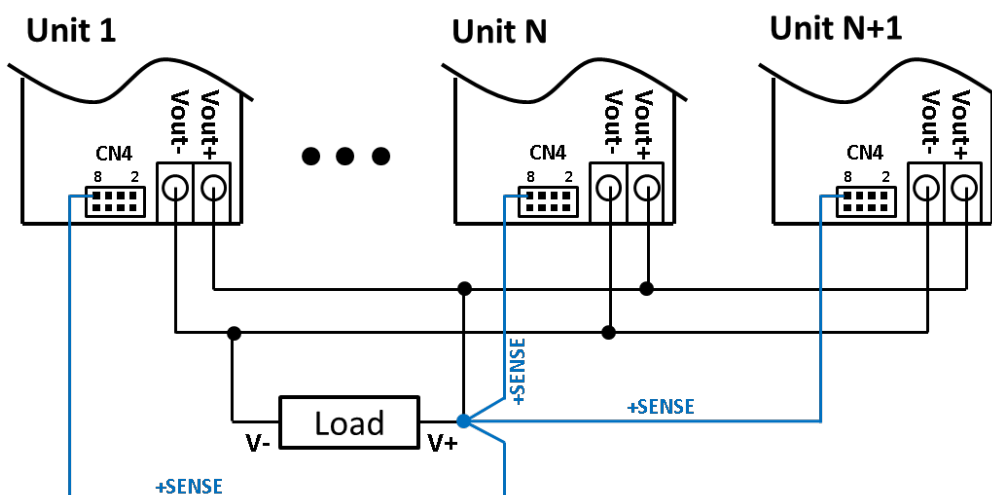 Unit 1
Unit N
Unit N+1
Vout-
Vout+
CN4
8 2
Vout-
Vout+
CN4
8 2
Vout-
Vout+
CN4
8 2
+SENSE
+SENSE
Load
V-
V+
+SENSE